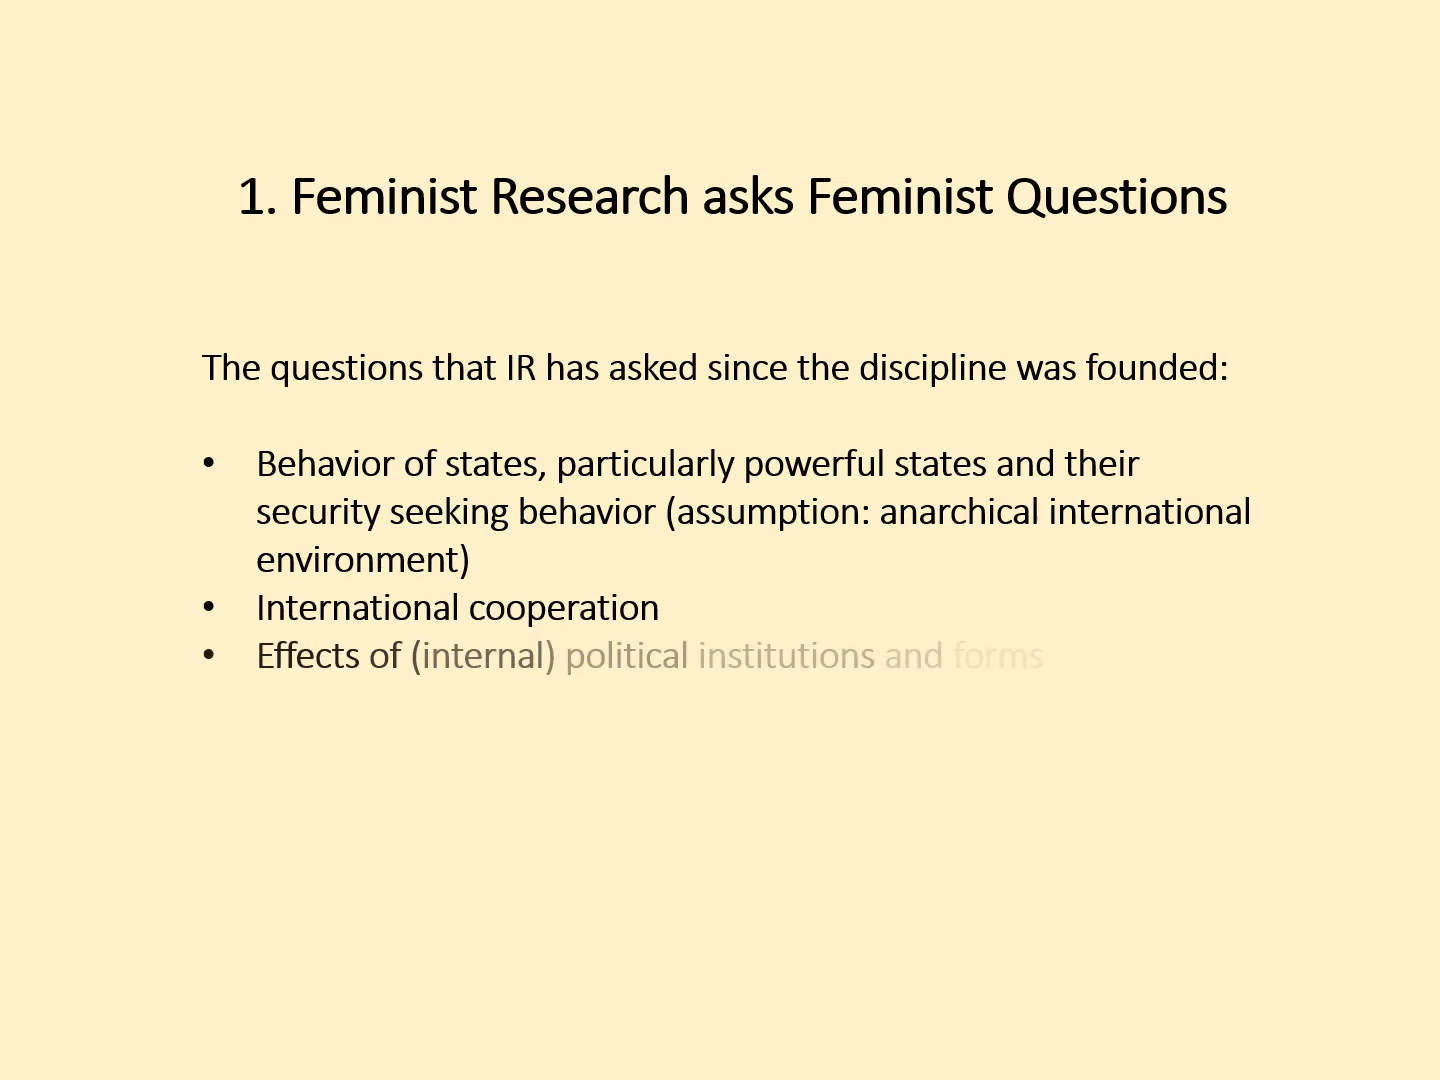 1. Feminist Research asks Feminist Questions
The questions that IR has asked since the discipline was founded:
• Behavior of states, particularly powerful states and their
security seeking behavior (assumption: anarchical international
environment)
• International cooperation
• Effects of (internal) political institutions and forms